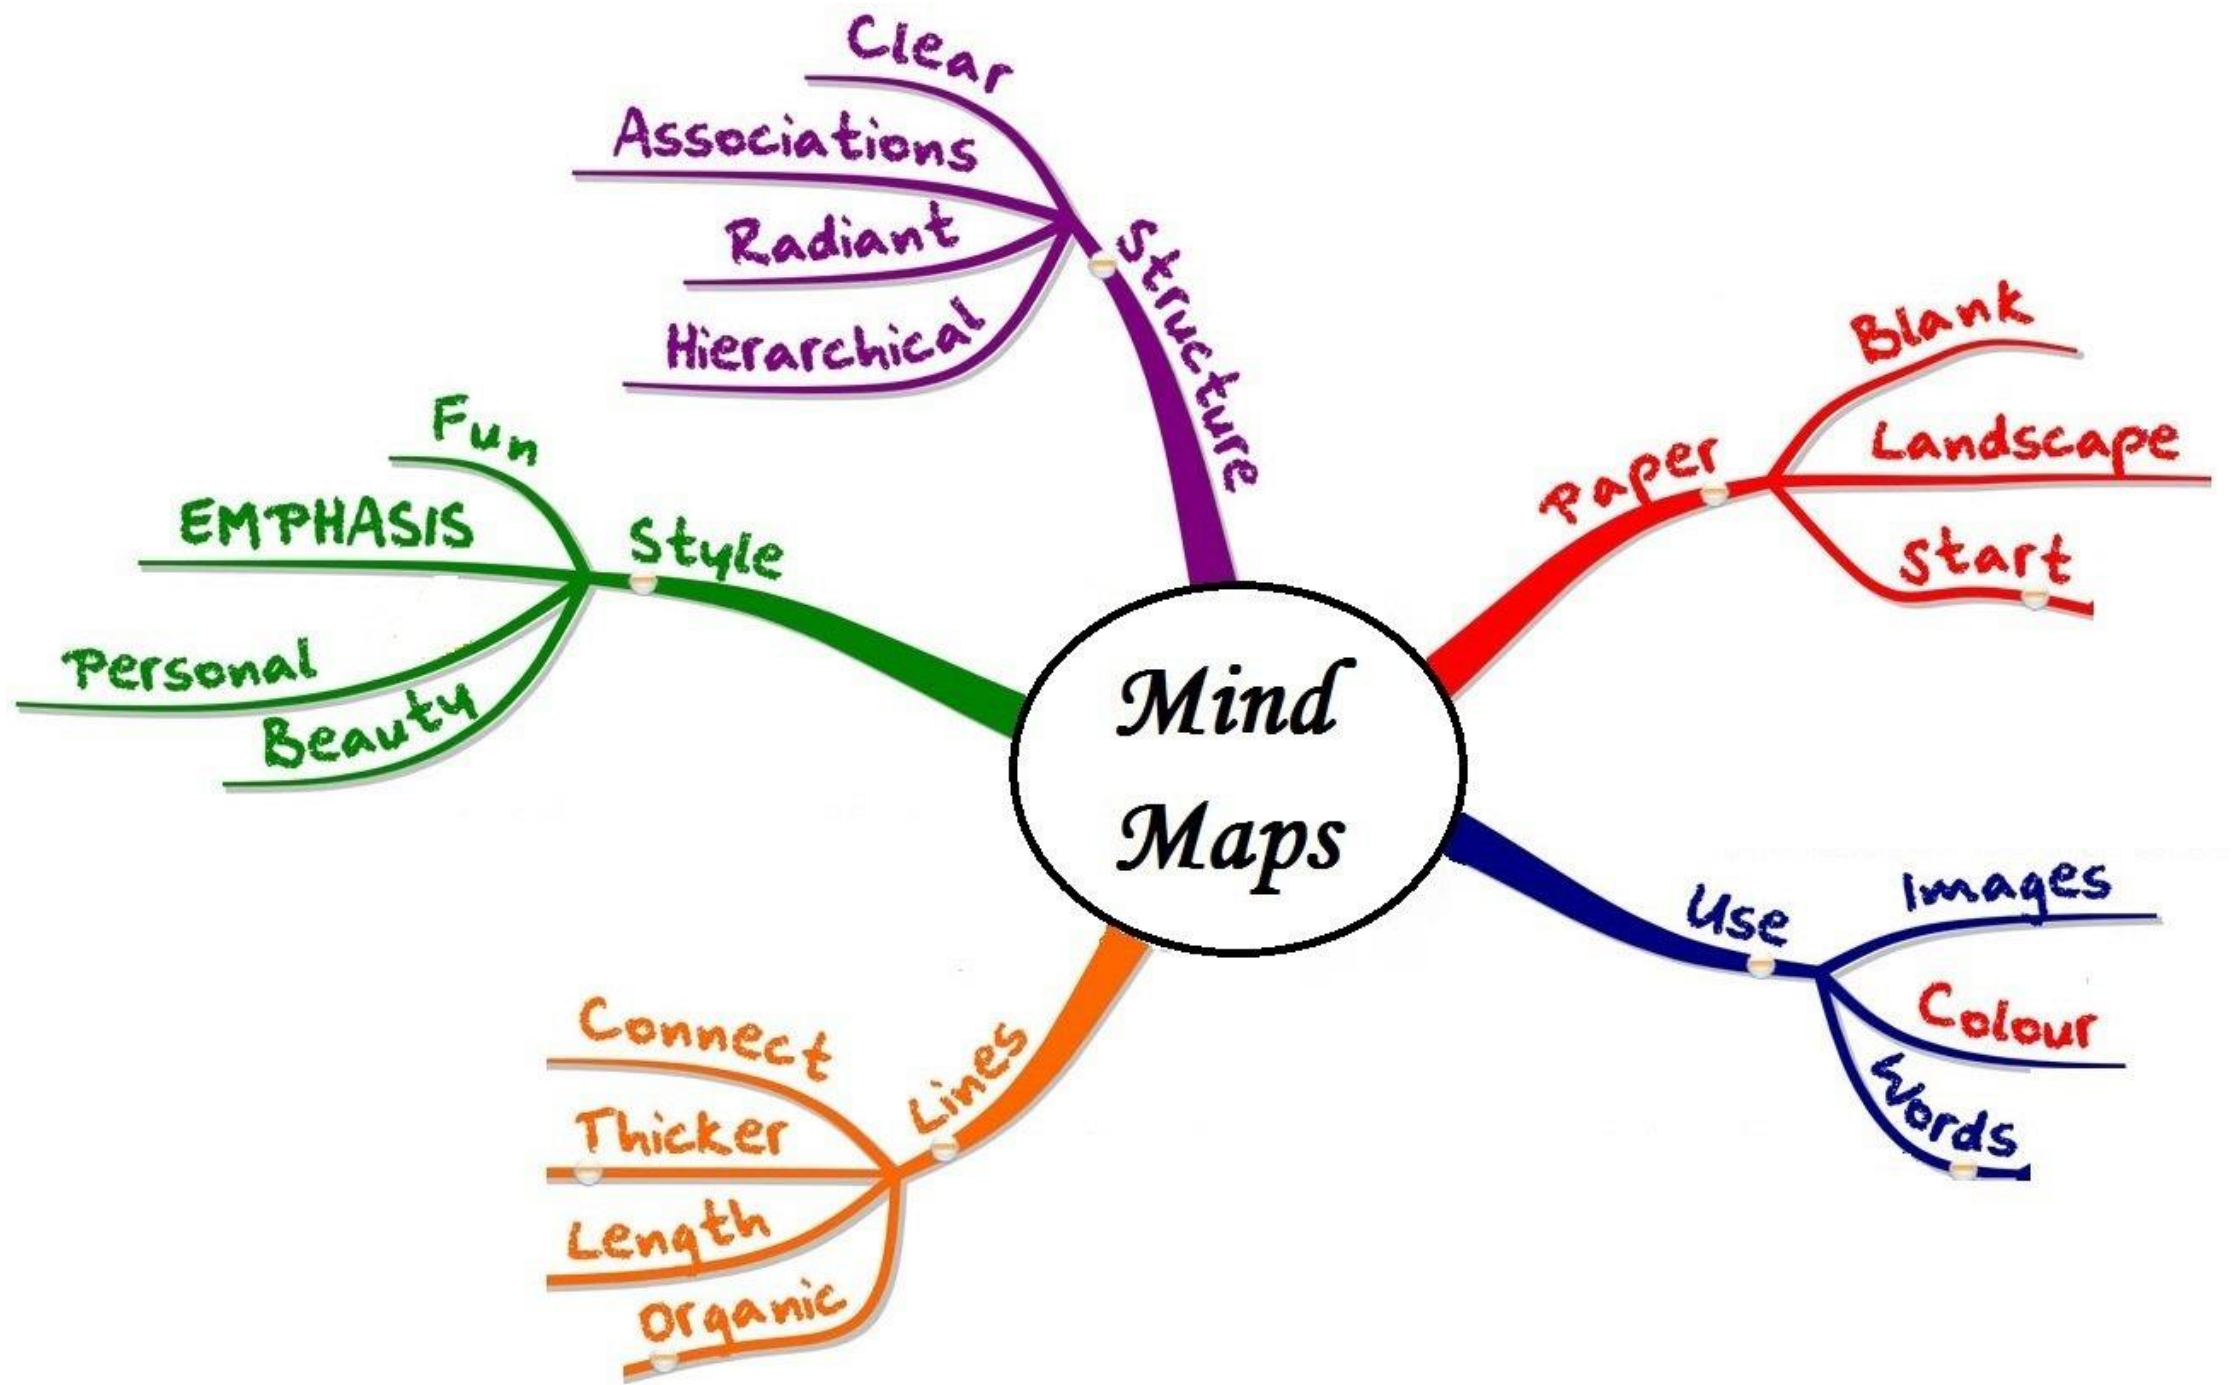 Clear
Associations
Radiant
Hierarchical
Structure
Blank
Landscape
Start
Paper
Fun
EMPHASIS
Personal
Beauty
Style
Mind
Maps
Images
Colour
Words
Use
Connect
Thicker
Length
Organic
Lines